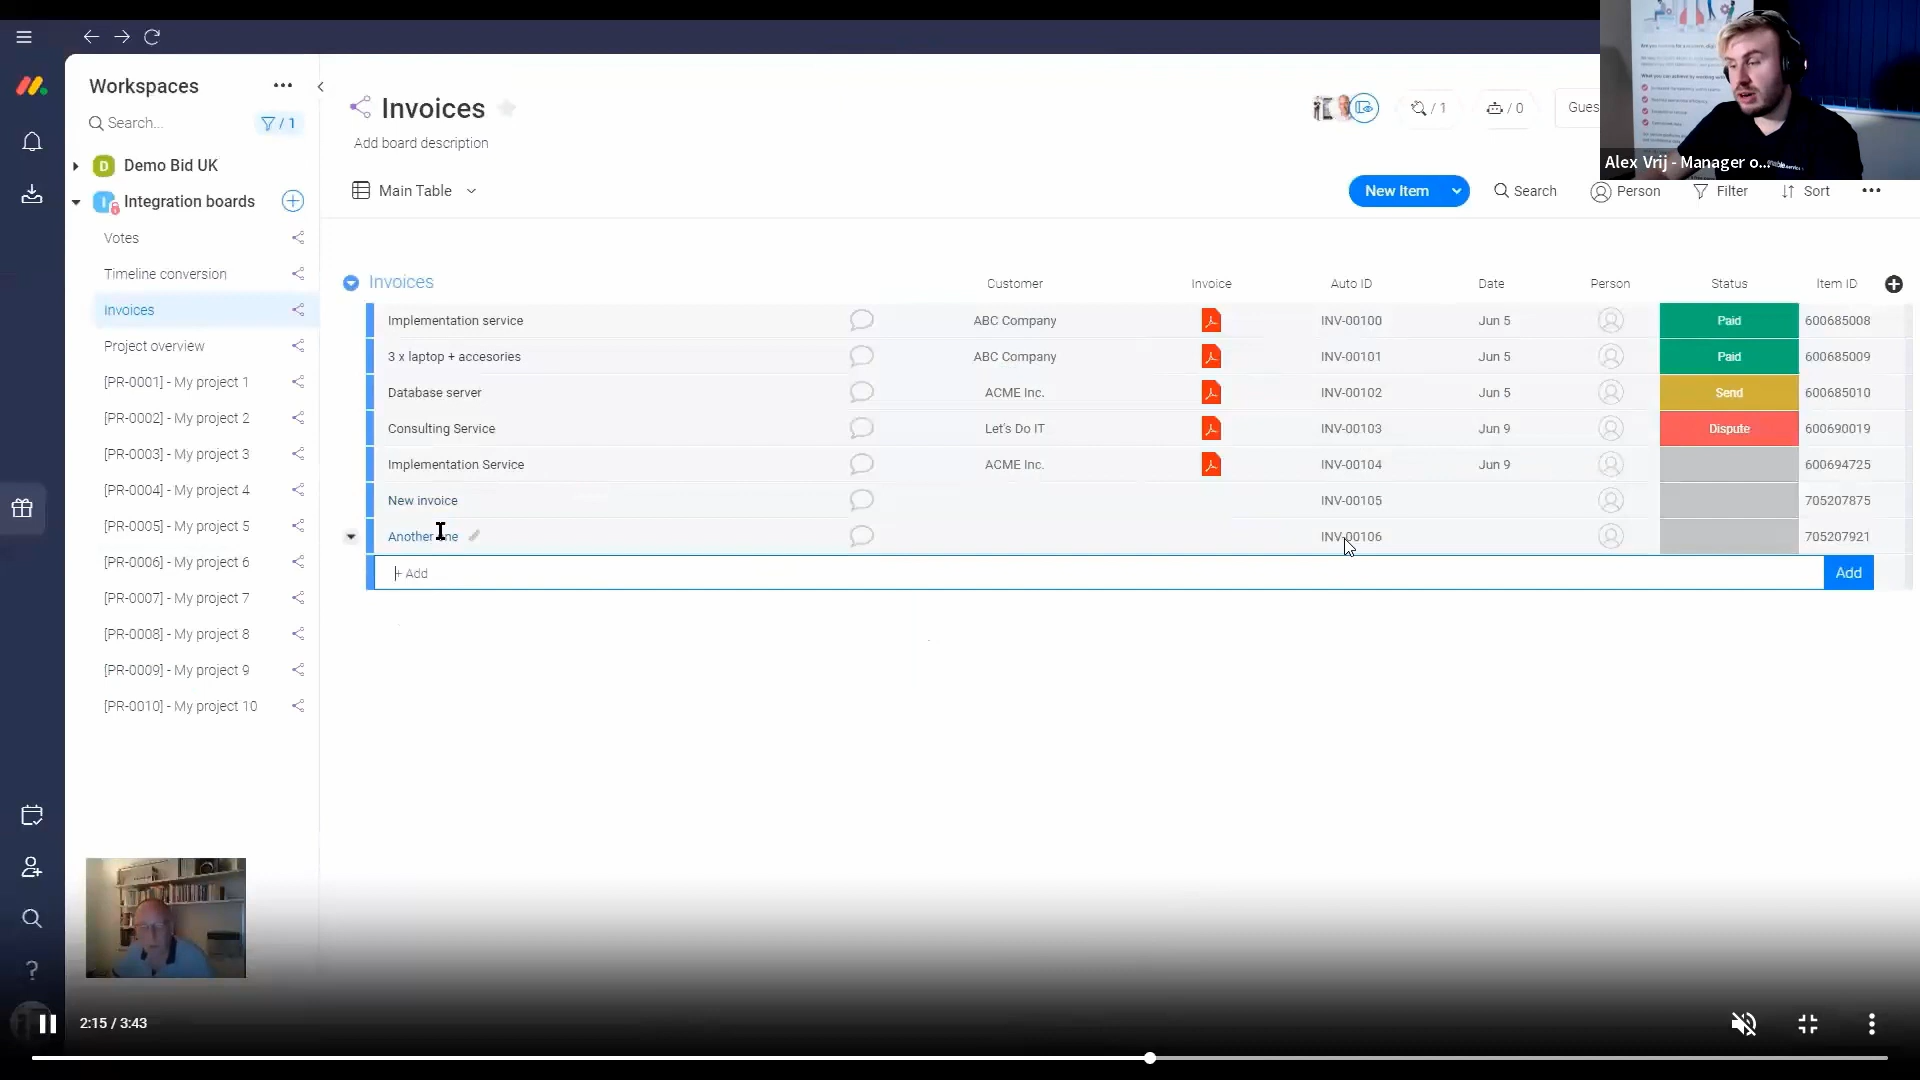 Workspaces
Search...
/ 1
D Demo Bid UK
I Integration boards
Votes
Timeline conversion
Invoices
Project overview
[PR-0001] - My project 1
[PR-0002] - My project 2
[PR-0003] - My project 3
[PR-0004] - My project 4
[PR-0005] - My project 5
[PR-0006] - My project 6
[PR-0007] - My project 7
[PR-0008] - My project 8
[PR-0009] - My project 9
[PR-0010] - My project 10
Invoices
Add board description
/ 1
/ 0
Gues
Alex Vrij - Manager o...
Main Table
New Item
Search
Person
Filter
Sort
Invoices Customer Invoice Auto ID Date Person Status Item ID
Implementation service ABC Company INV-00100 Jun 5 Paid 600685008
3 x laptop + accesories ABC Company INV-00101 Jun 5 Paid 600685009
Database server ACME Inc. INV-00102 Jun 5 Send 600685010
Consulting Service Let's Do IT INV-00103 Jun 9 Dispute 600690019
Implementation Service ACME Inc. INV-00104 Jun 9 600694725
New invoice INV-00105 705207875
Another INV-00106 705207921
+ Add Add
?
2:15 / 3:43